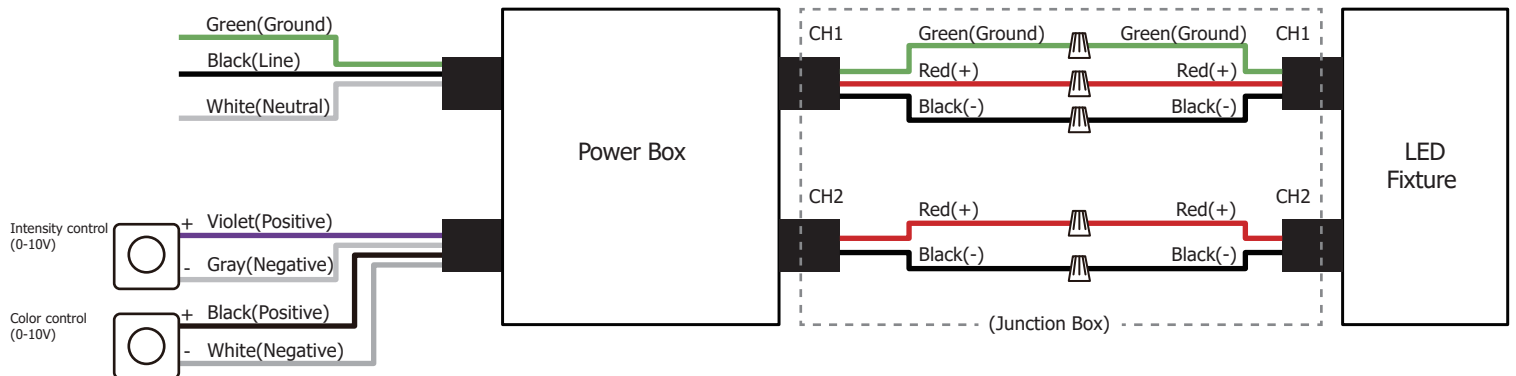 Green(Ground)
Black(Line)
White(Neutral)
Intensity control
(0-10V)
+ Violet(Positive)
- Gray(Negative)
Color control
(0-10V)
+ Black(Positive)
- White(Negative)
Power Box
CH1
Green(Ground) Green(Ground)
CH1
Red(+) Red(+)
Black(-) Black(-)
CH2
CH2
Red(+) Red(+)
Black(-) Black(-)
(Junction Box)
LED
Fixture